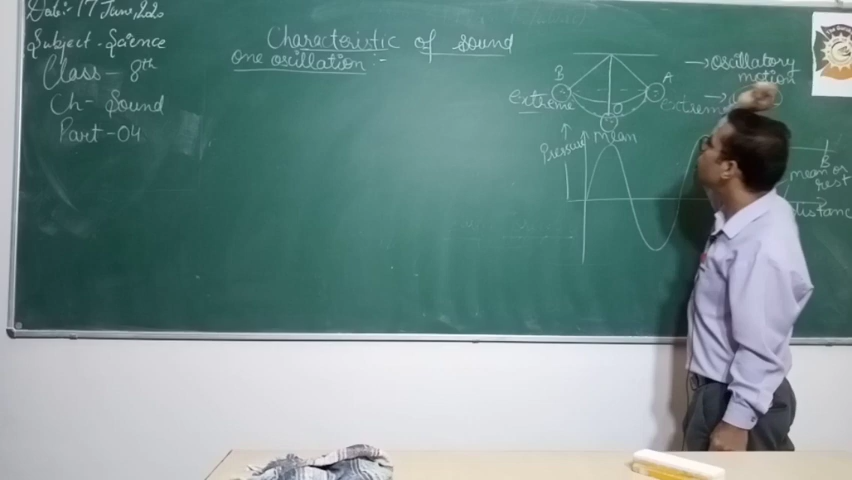 Date:- 17 June, 2020
Subject - Science
Class - 8th
Ch- Sound
Part-04
Characteristic of sound
one oscillation :-
B
A
O
extreme
extreme
Mean
→ Oscillatory
motion
→
Pressure
B
mean or
rest
distanc